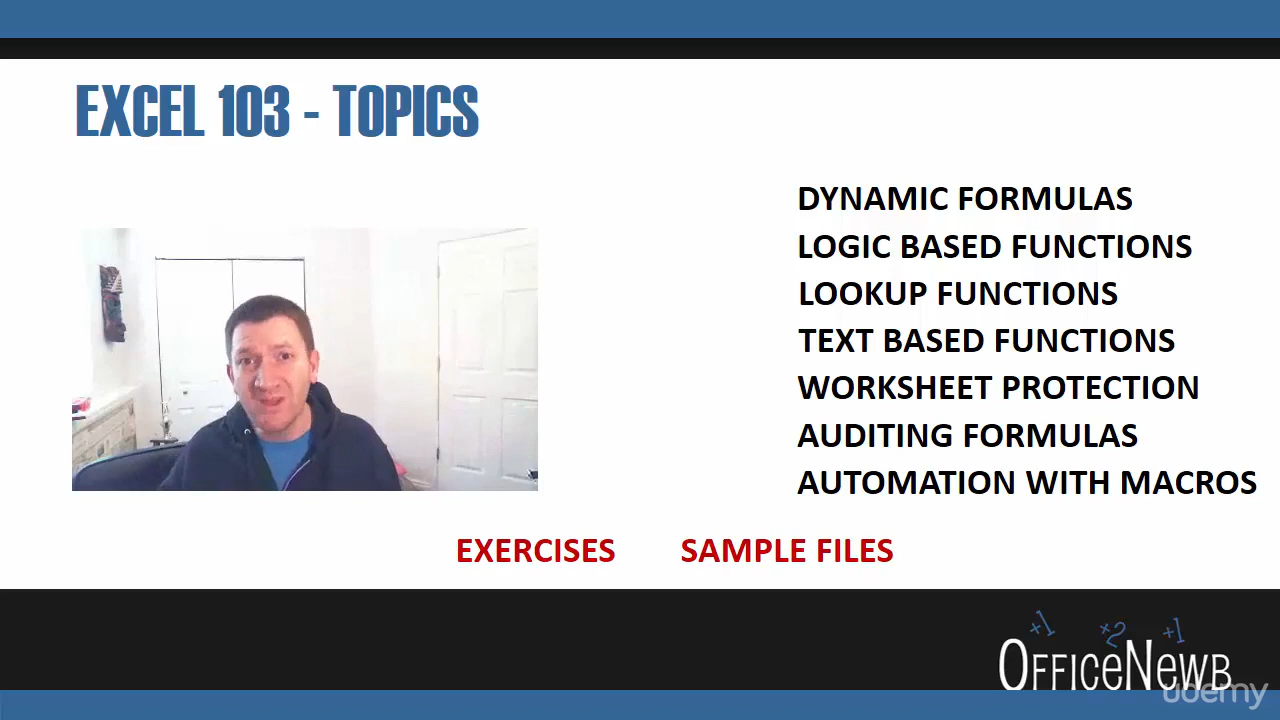 EXCEL 103 - TOPICS
DYNAMIC FORMULAS
LOGIC BASED FUNCTIONS
LOOKUP FUNCTIONS
TEXT BASED FUNCTIONS
WORKSHEET PROTECTION
AUDITING FORMULAS
AUTOMATION WITH MACROS
EXERCISES SAMPLE FILES
+1 ×2 +1
OFFICENEWB
udemy